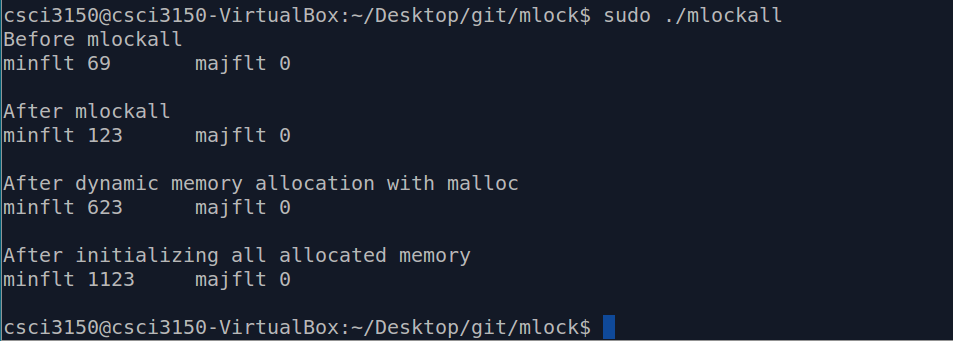 csci3150@csci3150-VirtualBox:~/Desktop/git/mlock$ sudo ./mlockall
Before mlockall
minflt 69       majflt 0

After mlockall
minflt 123      majflt 0

After dynamic memory allocation with malloc
minflt 623      majflt 0

After initializing all allocated memory
minflt 1123     majflt 0

csci3150@csci3150-VirtualBox:~/Desktop/git/mlock$